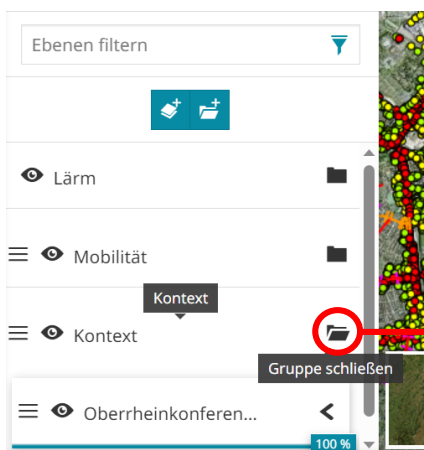 Ebenen filtern
Lärm
Mobilität
Kontext
Kontext
Gruppe schließen
Oberrheinkonferen...
100 %